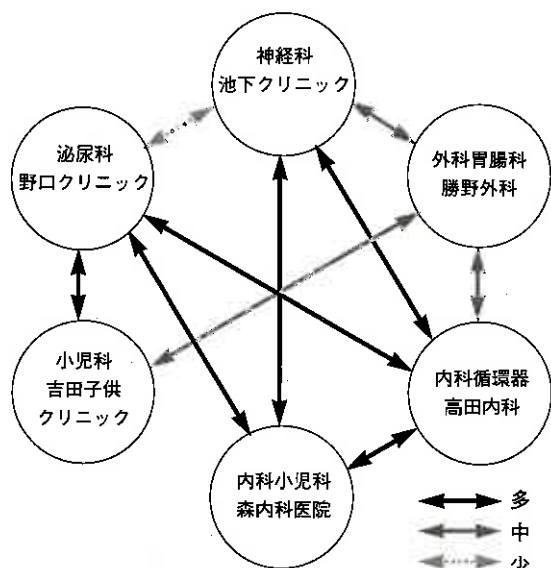 神経科
池下クリニック
泌尿科
野口クリニック
外科胃腸科
勝野外科
小児科
吉田子供
クリニック
内科循環器
高田内科
内科小児科
森内科医院
多
中
少